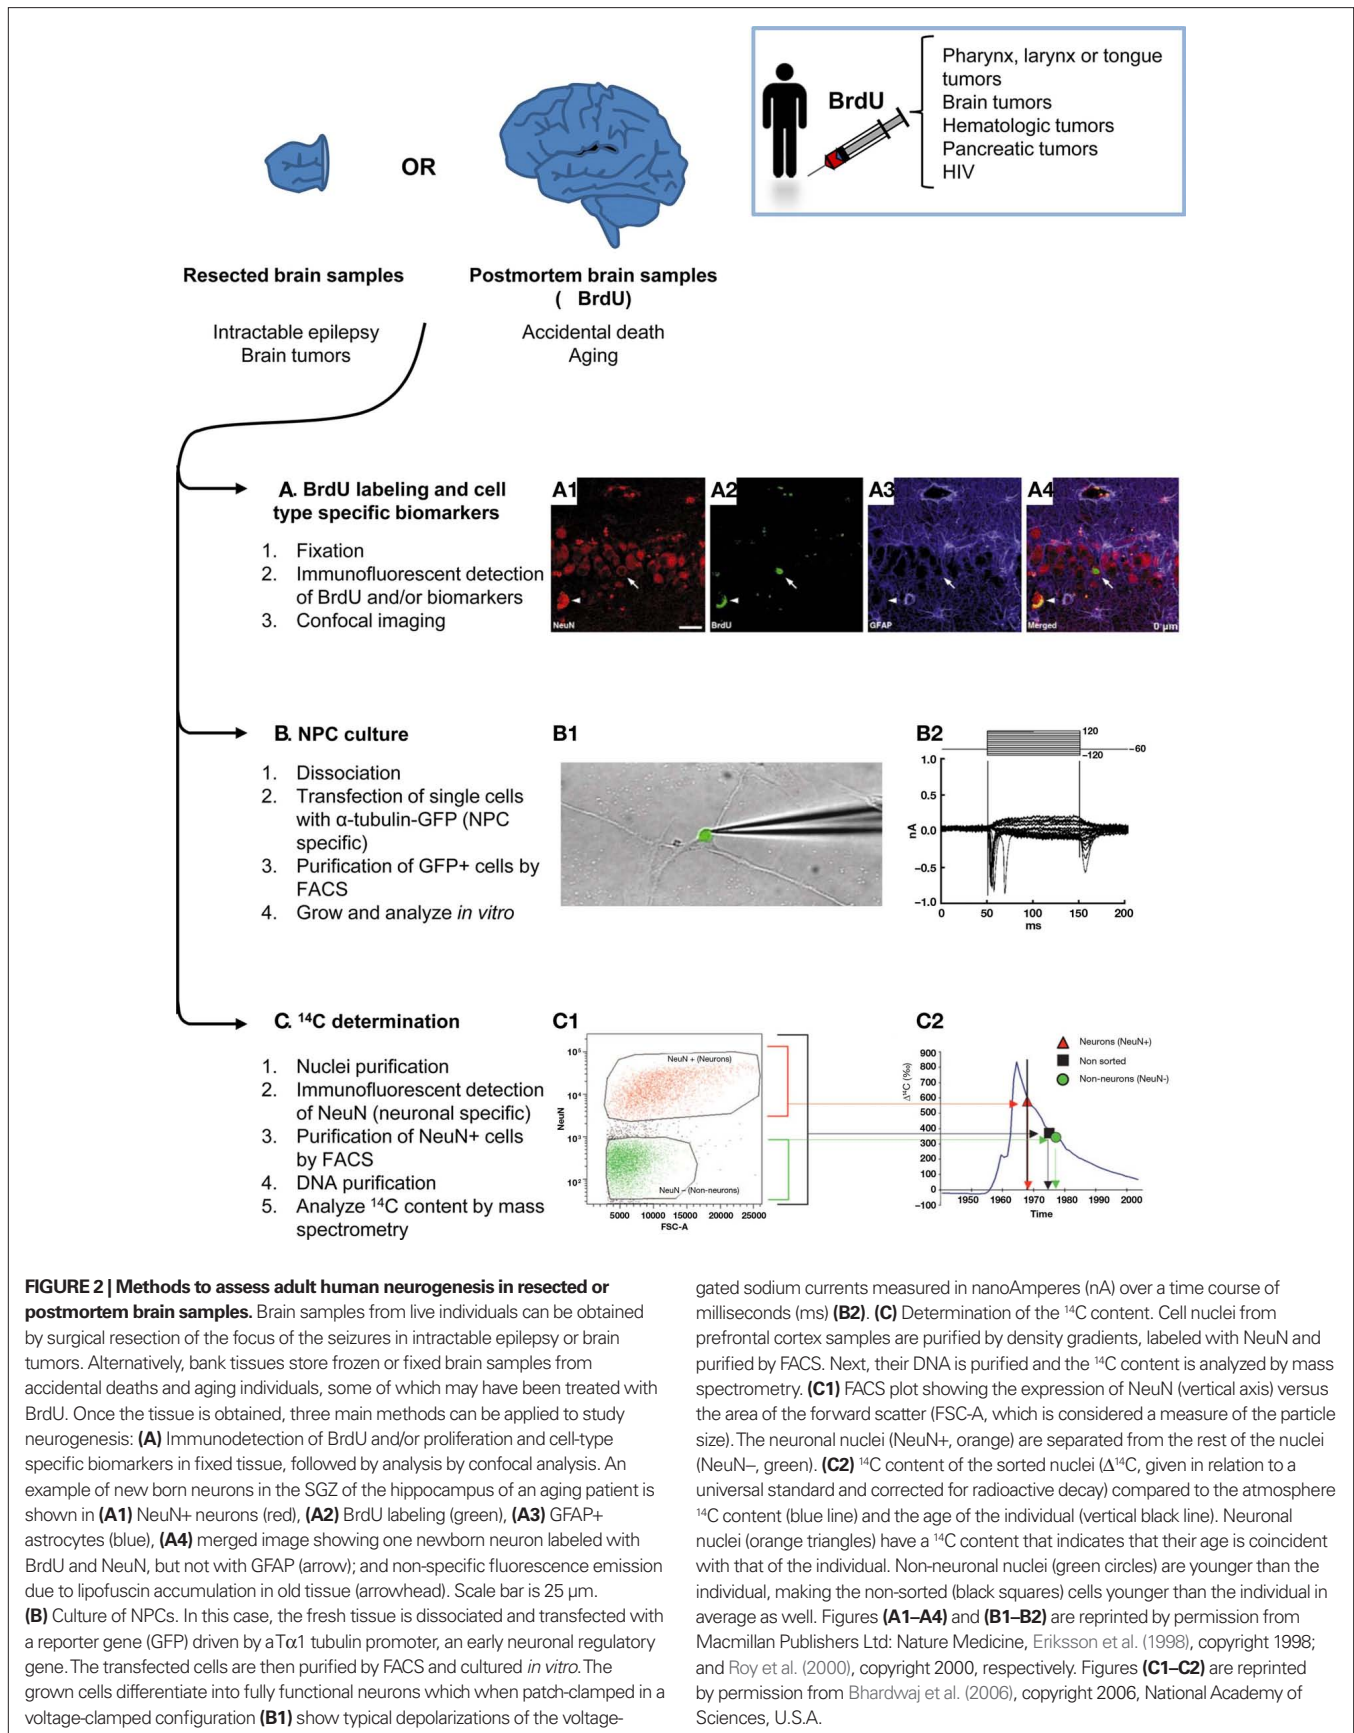 Pharynx, larynx or tongue
tumors
Brain tumors
Hematologic tumors
Pancreatic tumors
HIV
BrdU
OR
Resected brain samples
Intractable epilepsy
Brain tumors
Postmortem brain samples
( BrdU)
Accidental death
Aging
A. BrdU labeling and cell
type specific biomarkers
1. Fixation
2. Immunofluorescent detection
of BrdU and/or biomarkers
3. Confocal imaging
A1
NeuN
A2
BrdU
A3
GFAP
A4
Merged
0 µm
B. NPC culture
1. Dissociation
2. Transfection of single cells
with α-tubulin-GFP (NPC
specific)
3. Purification of GFP+ cells by
FACS
4. Grow and analyze in vitro
B1
B2
120
−60
−120
1.0
0.5
0.0
−0.5
−1.0
nA
0 50 100 150 200
ms
C. ¹⁴C determination
1. Nuclei purification
2. Immunofluorescent detection
of NeuN (neuronal specific)
3. Purification of NeuN+ cells
by FACS
4. DNA purification
5. Analyze ¹⁴C content by mass
spectrometry
C1
NeuN + (Neurons)
NeuN − (Non-neurons)
10⁵
10⁴
10³
10²
NeuN
5000 10000 15000 20000 25000
FSC-A
C2
Neurons (NeuN+)
Non sorted
Non-neurons (NeuN-)
900
800
700
600
500
400
300
200
100
0
−100
Δ¹⁴C (‰)
1950 1960 1970 1980 1990 2000
Time
FIGURE 2 | Methods to assess adult human neurogenesis in resected or
postmortem brain samples. Brain samples from live individuals can be obtained
by surgical resection of the focus of the seizures in intractable epilepsy or brain
tumors. Alternatively, bank tissues store frozen or fixed brain samples from
accidental deaths and aging individuals, some of which may have been treated with
BrdU. Once the tissue is obtained, three main methods can be applied to study
neurogenesis: (A) Immunodetection of BrdU and/or proliferation and cell-type
specific biomarkers in fixed tissue, followed by analysis by confocal analysis. An
example of new born neurons in the SGZ of the hippocampus of an aging patient is
shown in (A1) NeuN+ neurons (red), (A2) BrdU labeling (green), (A3) GFAP+
astrocytes (blue), (A4) merged image showing one newborn neuron labeled with
BrdU and NeuN, but not with GFAP (arrow); and non-specific fluorescence emission
due to lipofuscin accumulation in old tissue (arrowhead). Scale bar is 25 µm.
(B) Culture of NPCs. In this case, the fresh tissue is dissociated and transfected with
a reporter gene (GFP) driven by a Tα1 tubulin promoter, an early neuronal regulatory
gene. The transfected cells are then purified by FACS and cultured in vitro. The
grown cells differentiate into fully functional neurons which when patch-clamped in a
voltage-clamped configuration (B1) show typical depolarizations of the voltage-
gated sodium currents measured in nanoAmperes (nA) over a time course of
milliseconds (ms) (B2). (C) Determination of the ¹⁴C content. Cell nuclei from
prefrontal cortex samples are purified by density gradients, labeled with NeuN and
purified by FACS. Next, their DNA is purified and the ¹⁴C content is analyzed by mass
spectrometry. (C1) FACS plot showing the expression of NeuN (vertical axis) versus
the area of the forward scatter (FSC-A, which is considered a measure of the particle
size). The neuronal nuclei (NeuN+, orange) are separated from the rest of the nuclei
(NeuN−, green). (C2) ¹⁴C content of the sorted nuclei (Δ¹⁴C, given in relation to a
universal standard and corrected for radioactive decay) compared to the atmosphere
¹⁴C content (blue line) and the age of the individual (vertical black line). Neuronal
nuclei (orange triangles) have a ¹⁴C content that indicates that their age is coincident
with that of the individual. Non-neuronal nuclei (green circles) are younger than the
individual, making the non-sorted (black squares) cells younger than the individual in
average as well. Figures (A1–A4) and (B1–B2) are reprinted by permission from
Macmillan Publishers Ltd: Nature Medicine, Eriksson et al. (1998), copyright 1998;
and Roy et al. (2000), copyright 2000, respectively. Figures (C1–C2) are reprinted
by permission from Bhardwaj et al. (2006), copyright 2006, National Academy of
Sciences, U.S.A.